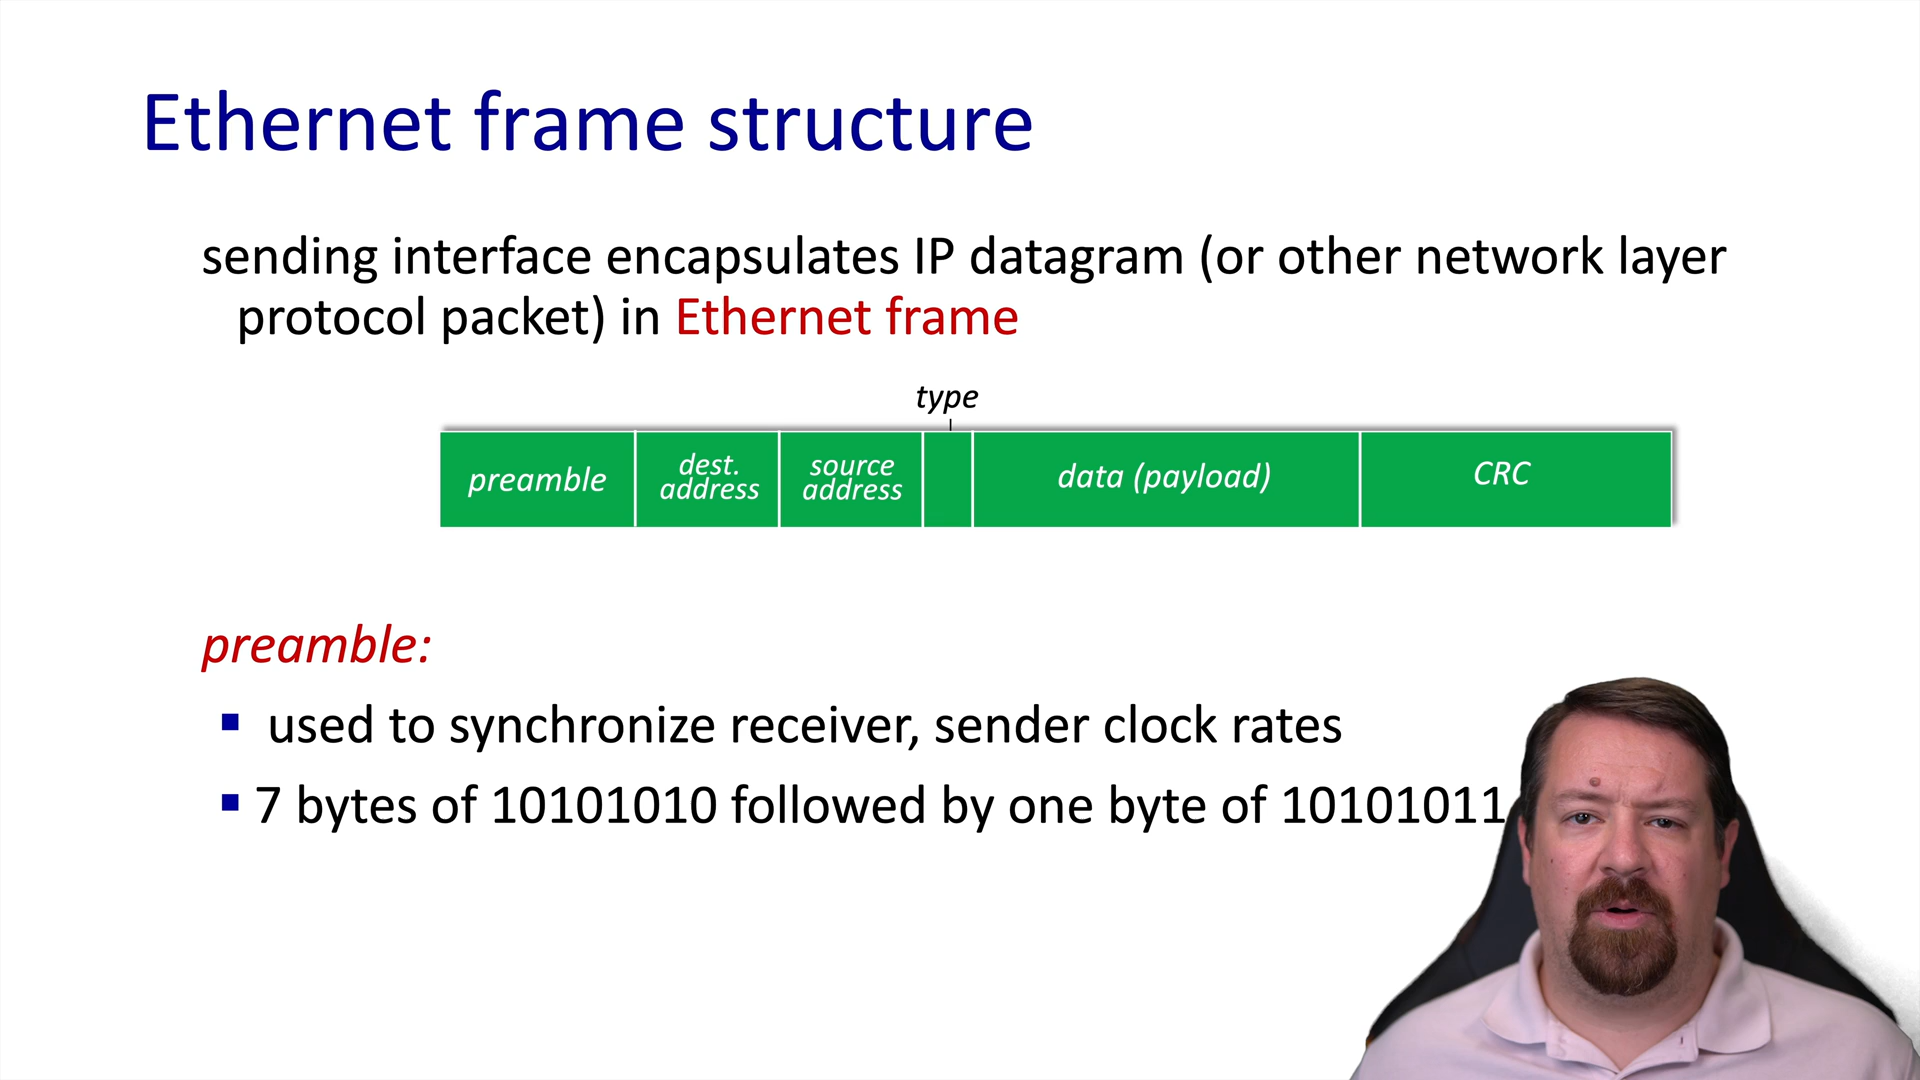 Ethernet frame structure
sending interface encapsulates IP datagram (or other network layer
protocol packet) in Ethernet frame
type
preamble
dest.
address
source
address
data (payload)
CRC
preamble:
used to synchronize receiver, sender clock rates
7 bytes of 10101010 followed by one byte of 10101011